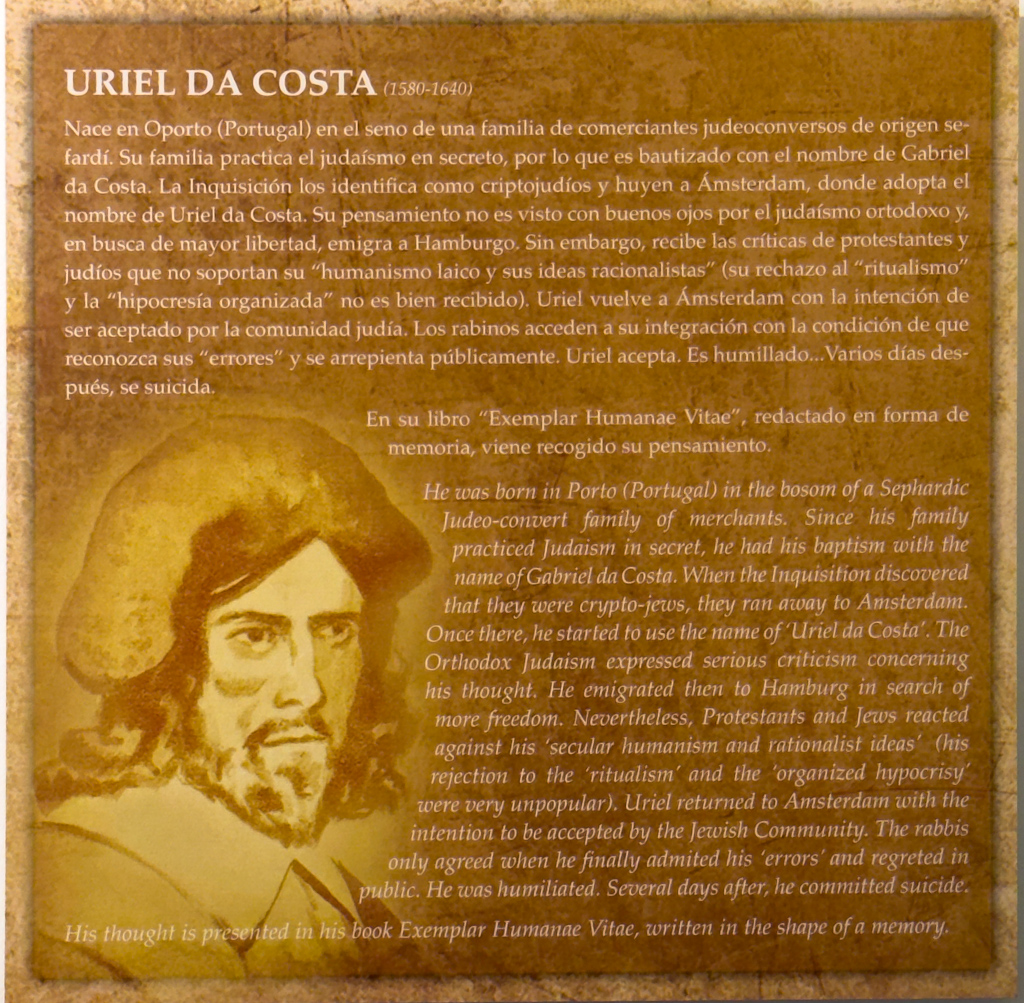 URIEL DA COSTA (1580-1640)
Nace en Oporto (Portugal) en el seno de una familia de comerciantes judeoconversos de origen se-
fardí. Su familia practica el judaísmo en secreto, por lo que es bautizado con el nombre de Gabriel
da Costa. La Inquisición los identifica como criptojudíos y huyen a Ámsterdam, donde adopta el
nombre de Uriel da Costa. Su pensamiento no es visto con buenos ojos por el judaísmo ortodoxo y,
en busca de mayor libertad, emigra a Hamburgo. Sin embargo, recibe las críticas de protestantes y
judíos que no soportan su “humanismo laico y sus ideas racionalistas” (su rechazo al “ritualismo”
y la “hipocresía organizada” no es bien recibido). Uriel vuelve a Ámsterdam con la intención de
ser aceptado por la comunidad judía. Los rabinos acceden a su integración con la condición de que
reconozca sus “errores” y se arrepienta públicamente. Uriel acepta. Es humillado...Varios días des-
pués, se suicida.
En su libro “Exemplar Humanae Vitae”, redactado en forma de
memoria, viene recogido su pensamiento.
He was born in Porto (Portugal) in the bosom of a Sephardic
Judeo-convert family of merchants. Since his family
practiced Judaism in secret, he had his baptism with the
name of Gabriel da Costa. When the Inquisition discovered
that they were crypto-jews, they ran away to Amsterdam.
Once there, he started to use the name of ‘Uriel da Costa’. The
Orthodox Judaism expressed serious criticism concerning
his thought. He emigrated then to Hamburg in search of
more freedom. Nevertheless, Protestants and Jews reacted
against his ‘secular humanism and rationalist ideas’ (his
rejection to the ‘ritualism’ and the ‘organized hypocrisy’
were very unpopular). Uriel returned to Amsterdam with the
intention to be accepted by the Jewish Community. The rabbis
only agreed when he finally admited his ‘errors’ and regreted in
public. He was humiliated. Several days after, he committed suicide.
His thought is presented in his book Exemplar Humanae Vitae, written in the shape of a memory.